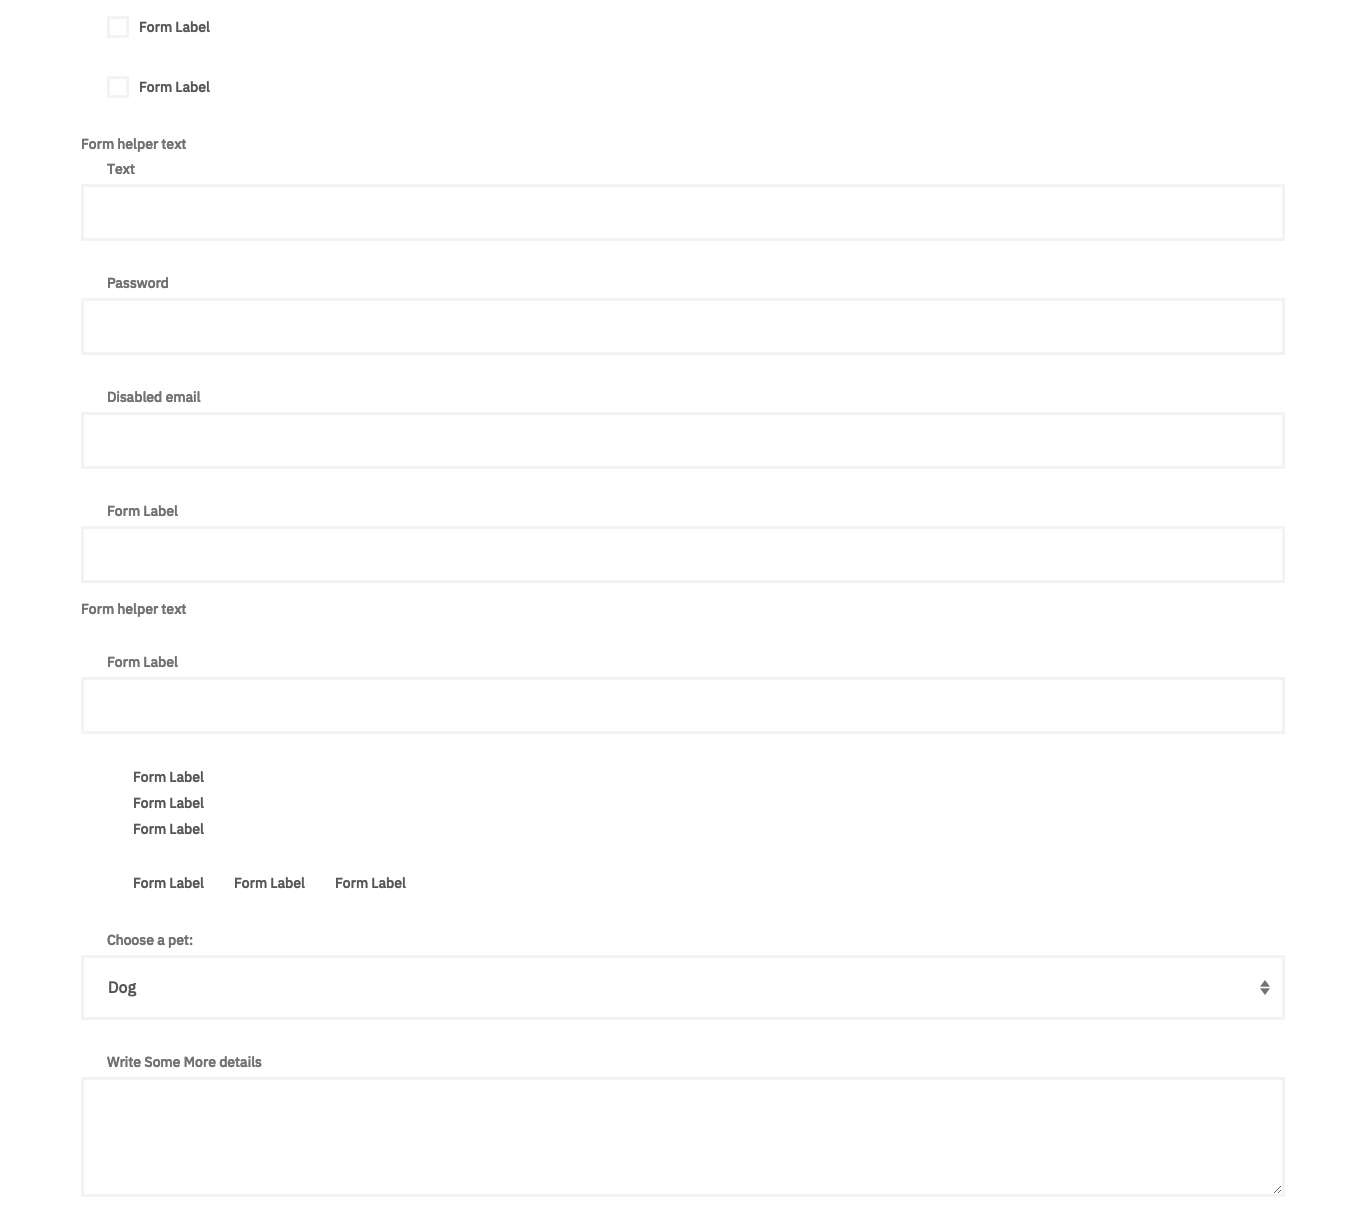 Form Label
Form Label
Form helper text
Text
Password
Disabled email
Form Label
Form helper text
Form Label
Form Label
Form Label
Form Label
Form Label Form Label Form Label
Choose a pet:
Dog
Write Some More details